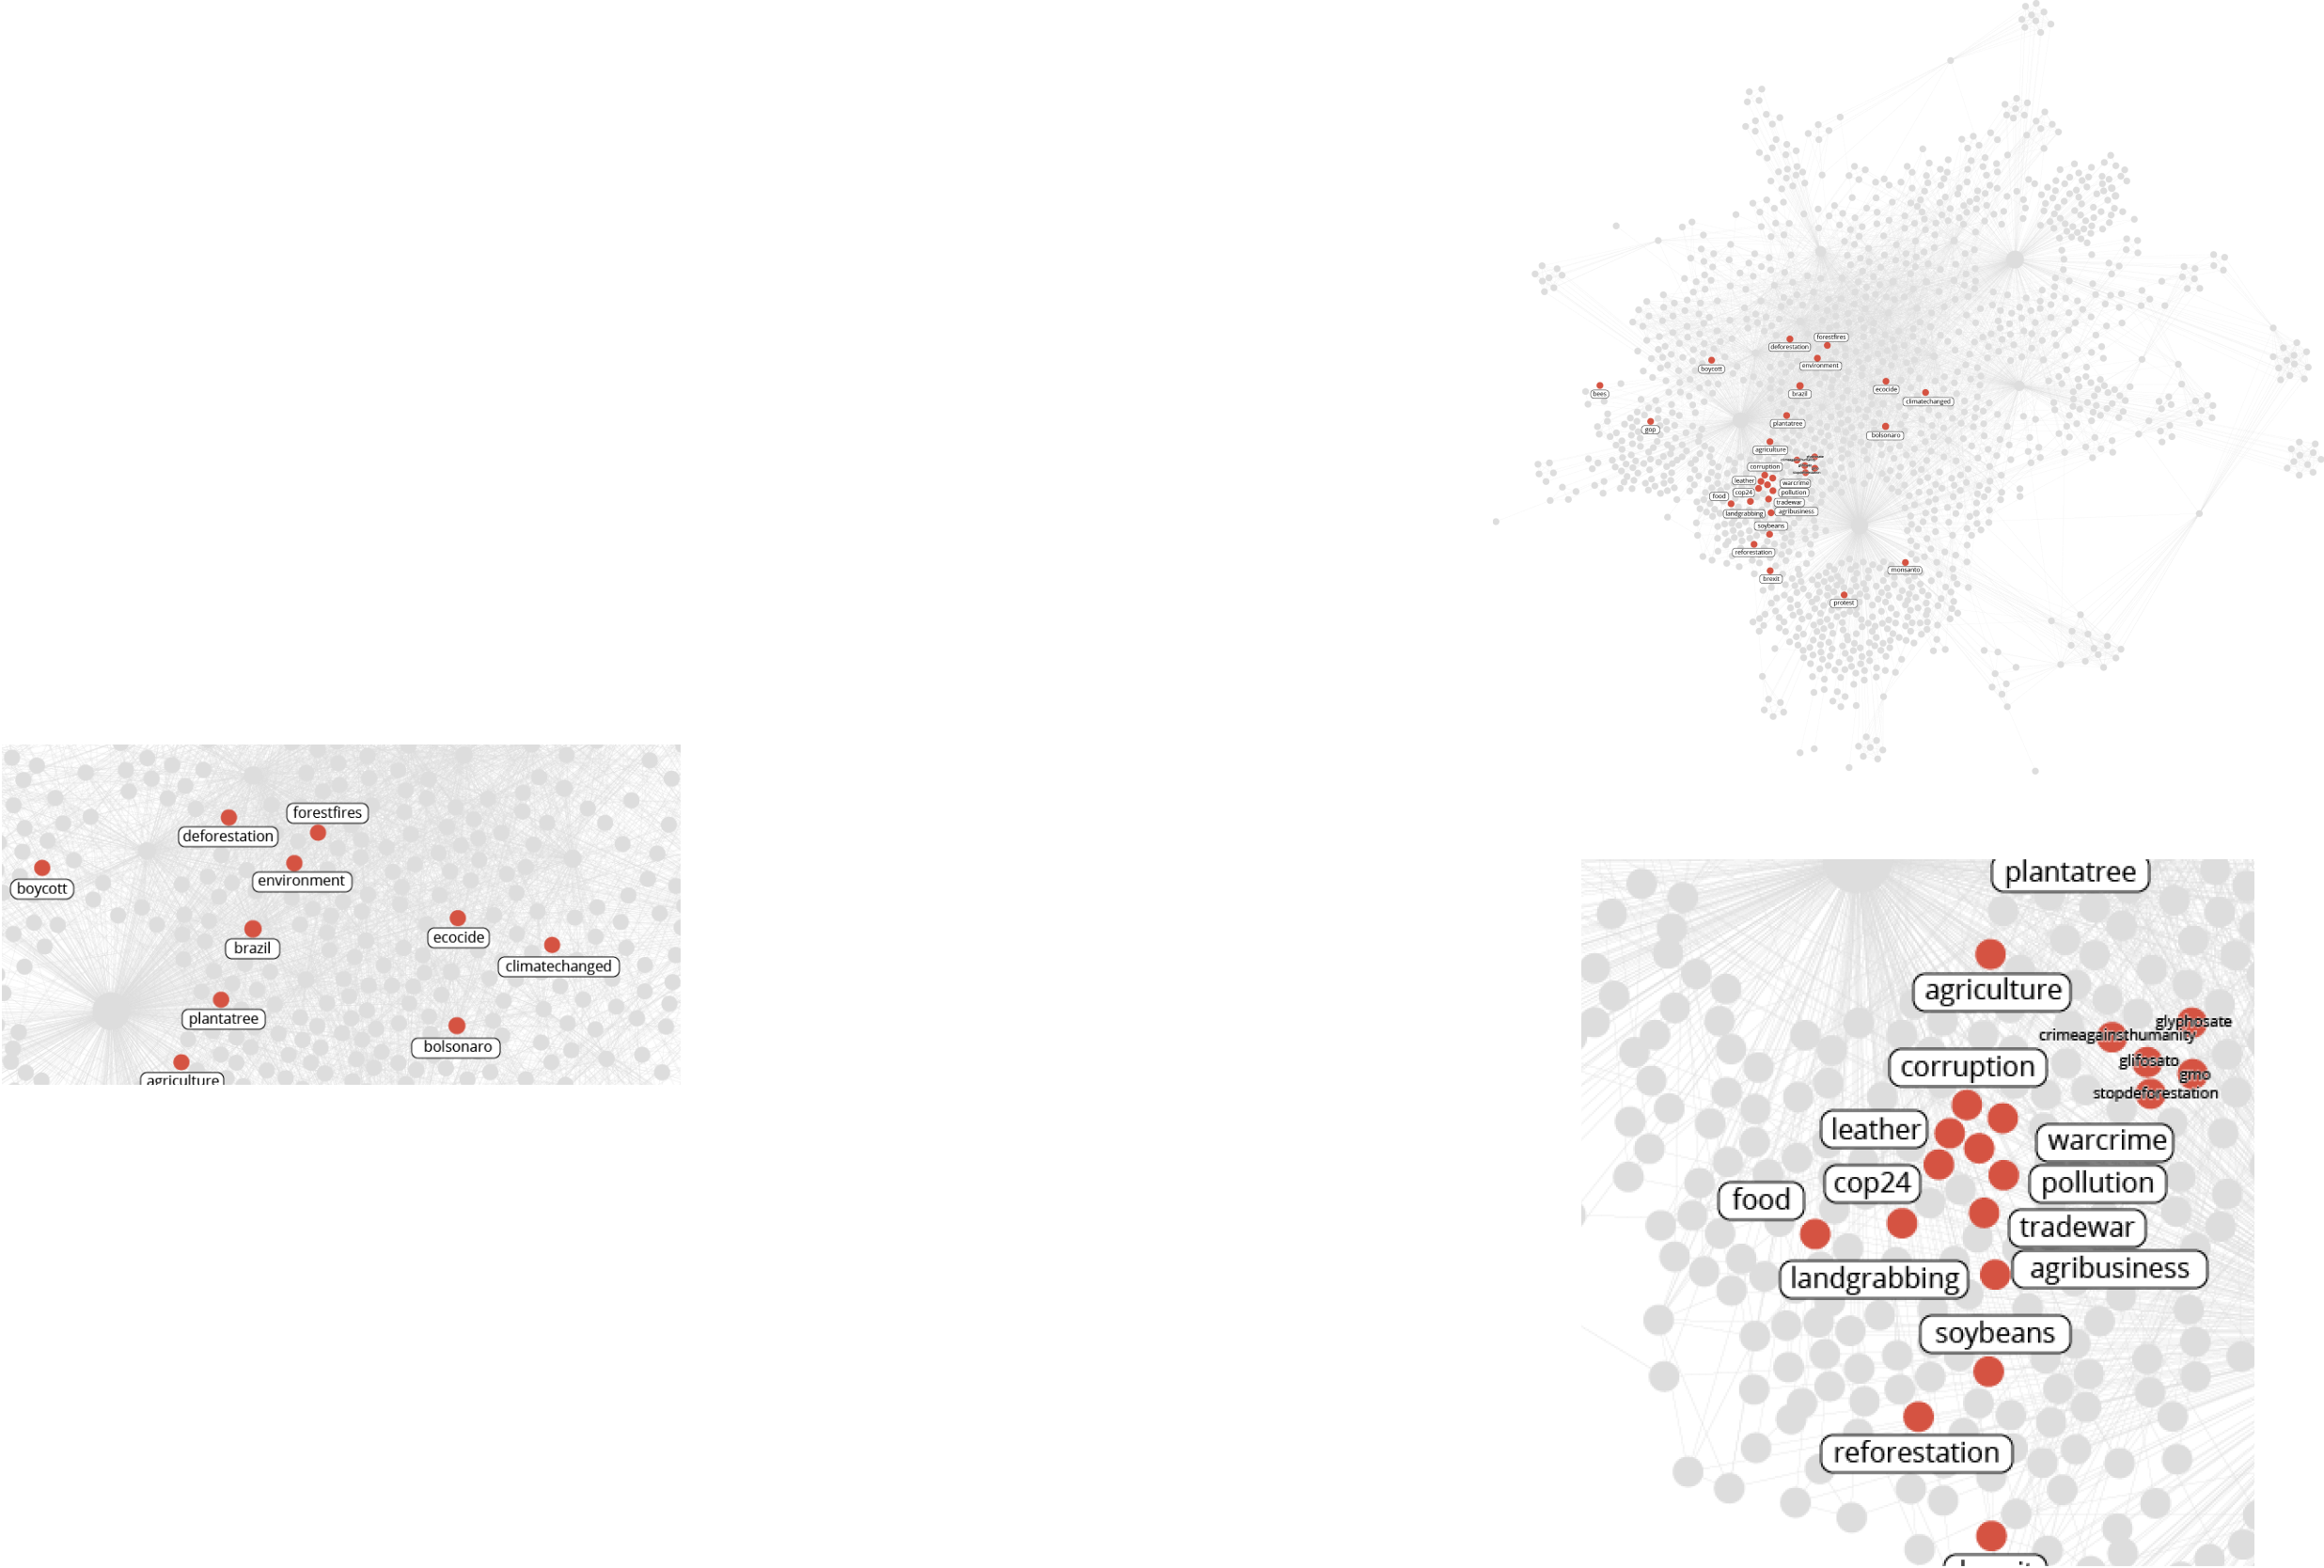 forestfires
deforestation
environment
boycott
ecocide
bees
brazil
climatechanged
plantatree
gop
bolsonaro
agriculture
corruption
leather
warcrime
cop24
pollution
food
tradewar
landgrabbing
agribusiness
soybeans
reforestation
monsanto
brexit
protest
forestfires
deforestation
environment
boycott
ecocide
brazil
climatechanged
plantatree
bolsonaro
agriculture
plantatree
agriculture
glyphosate
crimeagainsthumanity
glifosato
corruption
gmo
stopdeforestation
leather
warcrime
cop24
pollution
food
tradewar
agribusiness
landgrabbing
soybeans
reforestation